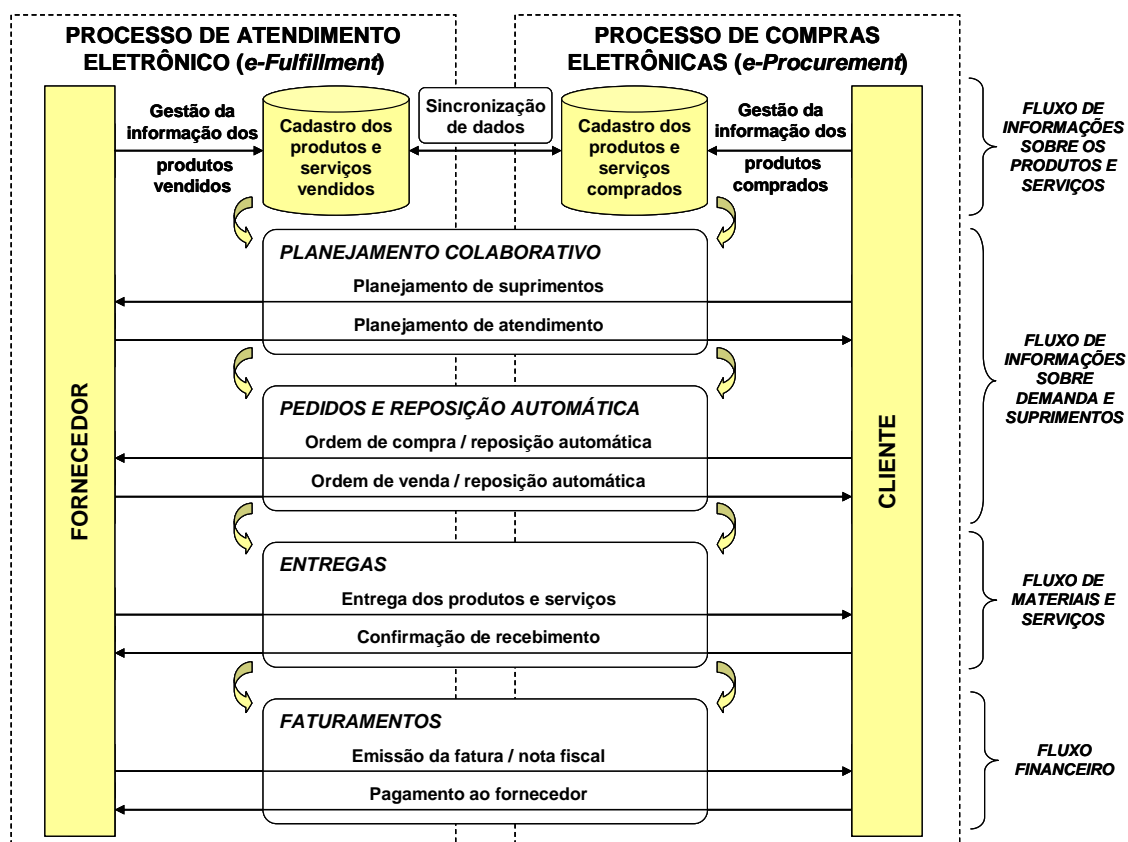 PROCESSO DE ATENDIMENTO
ELETRÔNICO (e-Fulfillment)
PROCESSO DE COMPRAS
ELETRÔNICAS (e-Procurement)
Gestão da
informação dos
produtos
vendidos
Cadastro dos
produtos e
serviços
vendidos
Sincronização
de dados
Cadastro dos
produtos e
serviços
comprados
Gestão da
informação dos
produtos
comprados
FLUXO DE
INFORMAÇÕES
SOBRE OS
PRODUTOS E
SERVIÇOS
FORNECEDOR
CLIENTE
PLANEJAMENTO COLABORATIVO
Planejamento de suprimentos
Planejamento de atendimento
PEDIDOS E REPOSIÇÃO AUTOMÁTICA
Ordem de compra / reposição automática
Ordem de venda / reposição automática
FLUXO DE
INFORMAÇÕES
SOBRE
DEMANDA E
SUPRIMENTOS
ENTREGAS
Entrega dos produtos e serviços
Confirmação de recebimento
FLUXO DE
MATERIAIS E
SERVIÇOS
FATURAMENTOS
Emissão da fatura / nota fiscal
Pagamento ao fornecedor
FLUXO
FINANCEIRO